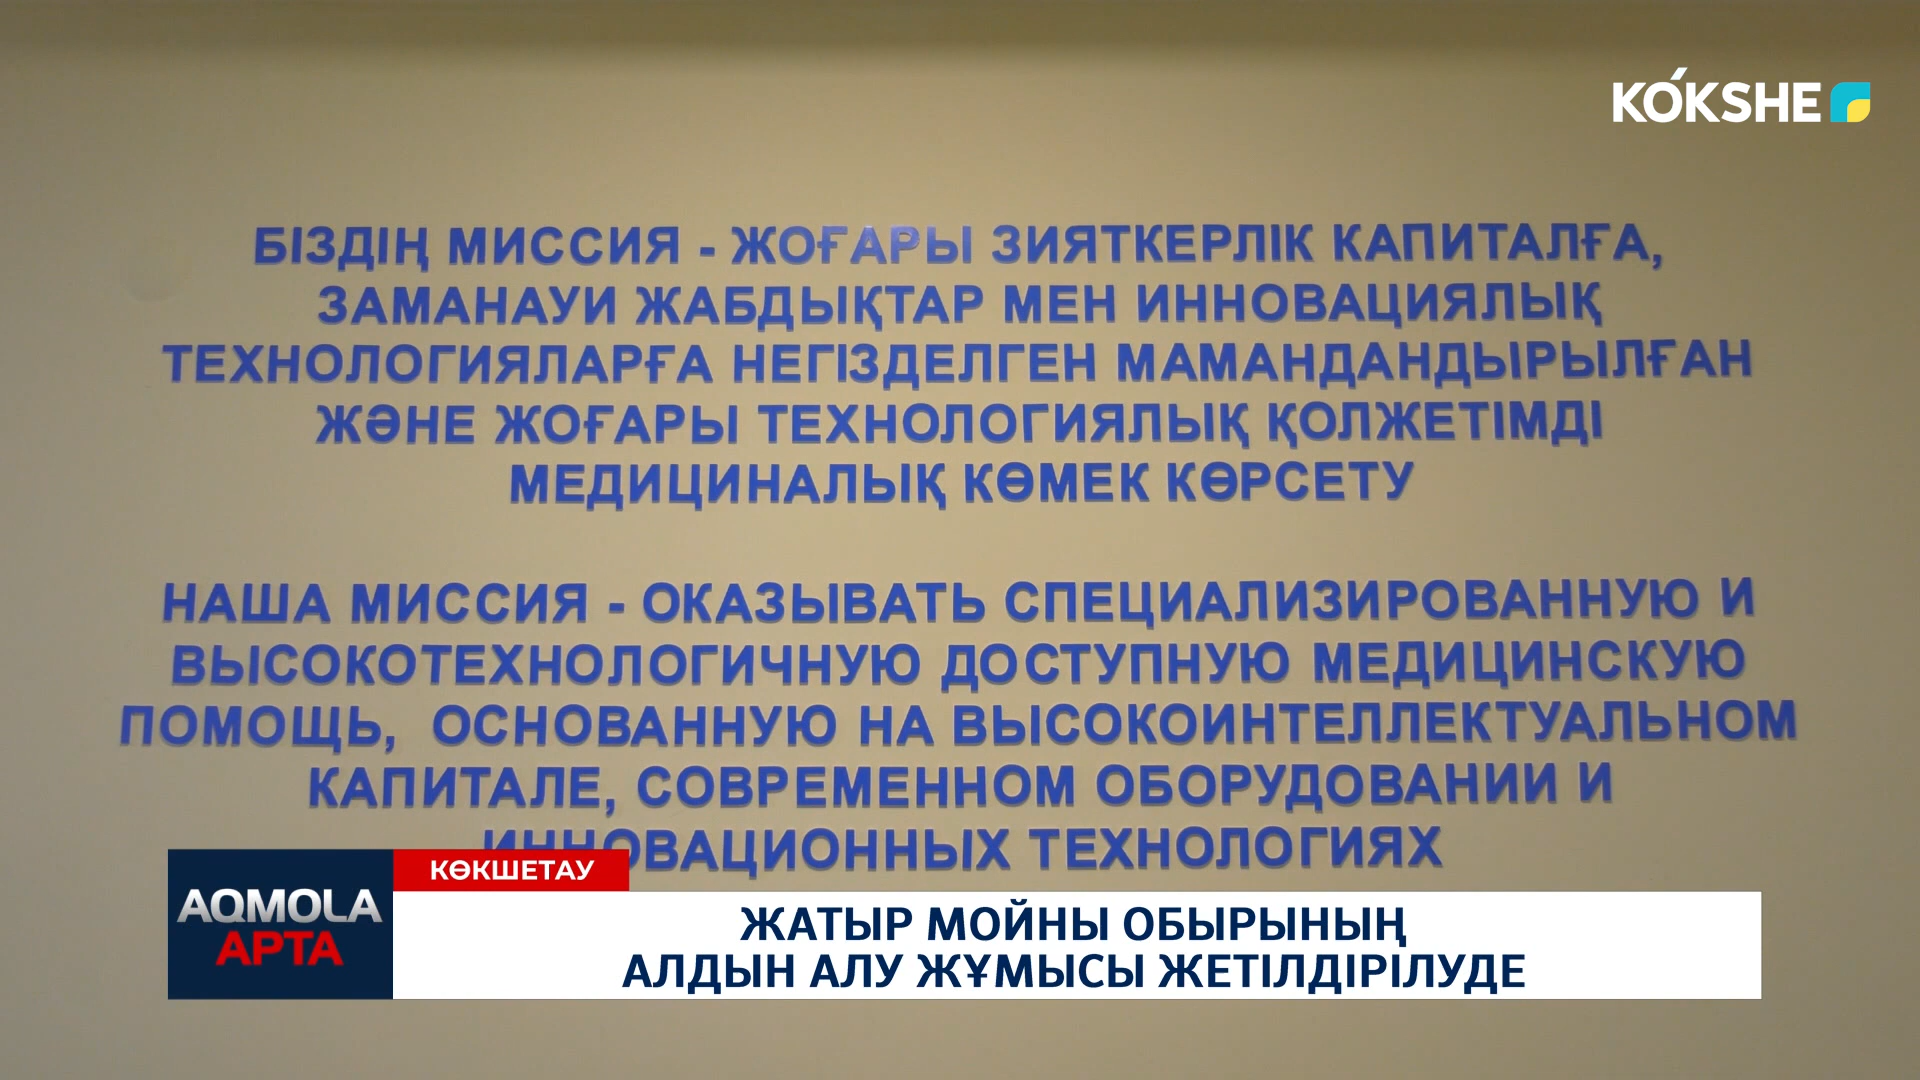 KÓKSHE
БІЗДІҢ МИССИЯ - ЖОҒАРЫ ЗИЯТКЕРЛІК КАПИТАЛҒА,
ЗАМАНАУИ ЖАБДЫҚТАР МЕН ИННОВАЦИЯЛЫҚ
ТЕХНОЛОГИЯЛАРҒА НЕГІЗДЕЛГЕН МАМАНДАНДЫРЫЛҒАН
ЖӘНЕ ЖОҒАРЫ ТЕХНОЛОГИЯЛЫҚ ҚОЛЖЕТІМДІ
МЕДИЦИНАЛЫҚ КӨМЕК КӨРСЕТУ
НАША МИССИЯ - ОКАЗЫВАТЬ СПЕЦИАЛИЗИРОВАННУЮ И
ВЫСОКОТЕХНОЛОГИЧНУЮ ДОСТУПНУЮ МЕДИЦИНСКУЮ
ПОМОЩЬ, ОСНОВАННУЮ НА ВЫСОКОИНТЕЛЛЕКТУАЛЬНОМ
КАПИТАЛЕ, СОВРЕМЕННОМ ОБОРУДОВАНИИ И
ИННОВАЦИОННЫХ ТЕХНОЛОГИЯХ
КӨКШЕТАУ
AQMOLA
APTA
ЖАТЫР МОЙНЫ ОБЫРЫНЫҢ
АЛДЫН АЛУ ЖҰМЫСЫ ЖЕТІЛДІРІЛУДЕ